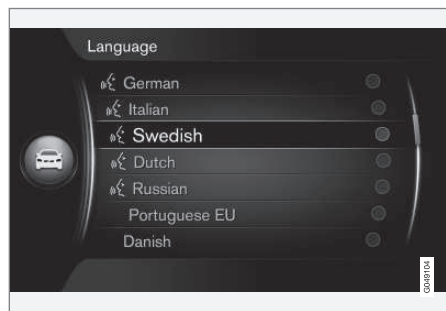 Language
German
Italian
Swedish
Dutch
Russian
Portuguese EU
Danish
G049104